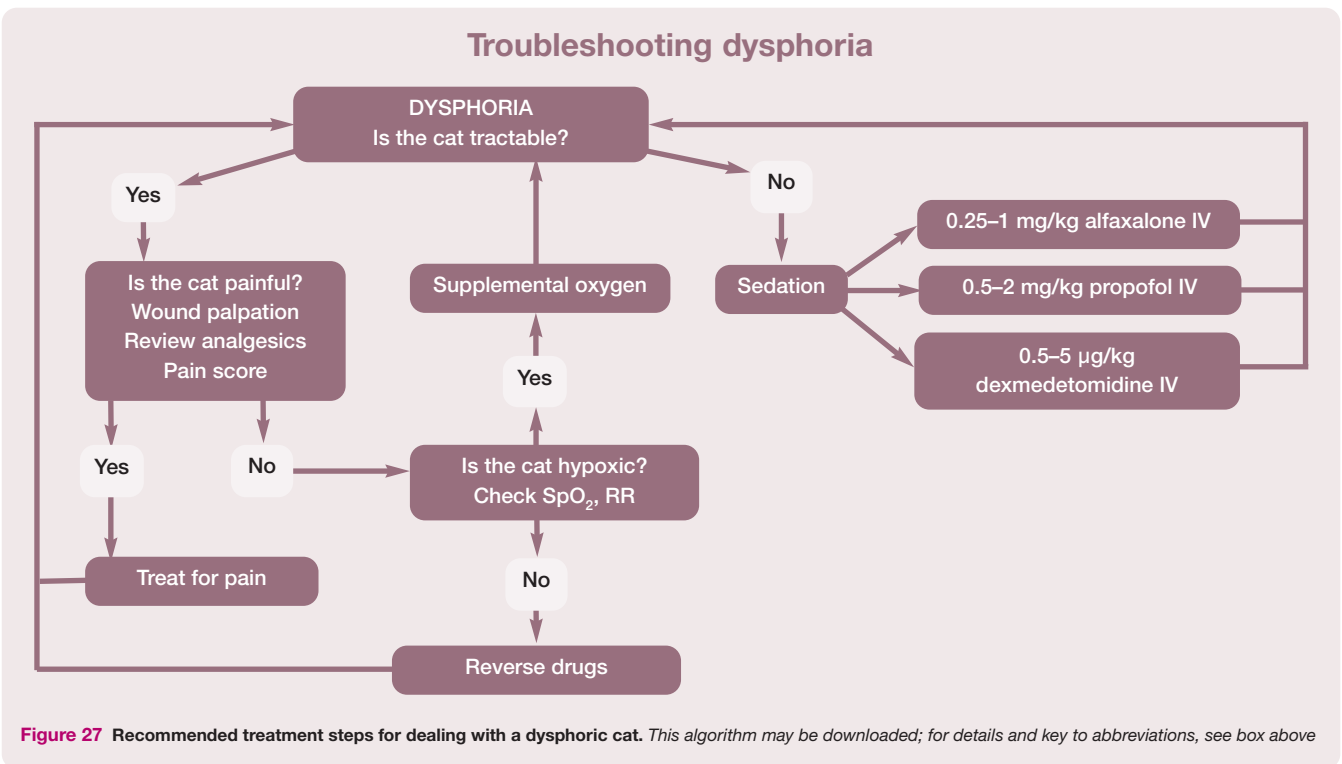 Troubleshooting dysphoria
DYSPHORIA
Is the cat tractable?
Yes
No
Is the cat painful?
Wound palpation
Review analgesics
Pain score
Supplemental oxygen
Sedation
0.25–1 mg/kg alfaxalone IV
0.5–2 mg/kg propofol IV
0.5–5 µg/kg
dexmedetomidine IV
Yes
Yes
No
Is the cat hypoxic?
Check SpO₂, RR
No
Treat for pain
Reverse drugs
Figure 27 Recommended treatment steps for dealing with a dysphoric cat. This algorithm may be downloaded; for details and key to abbreviations, see box above